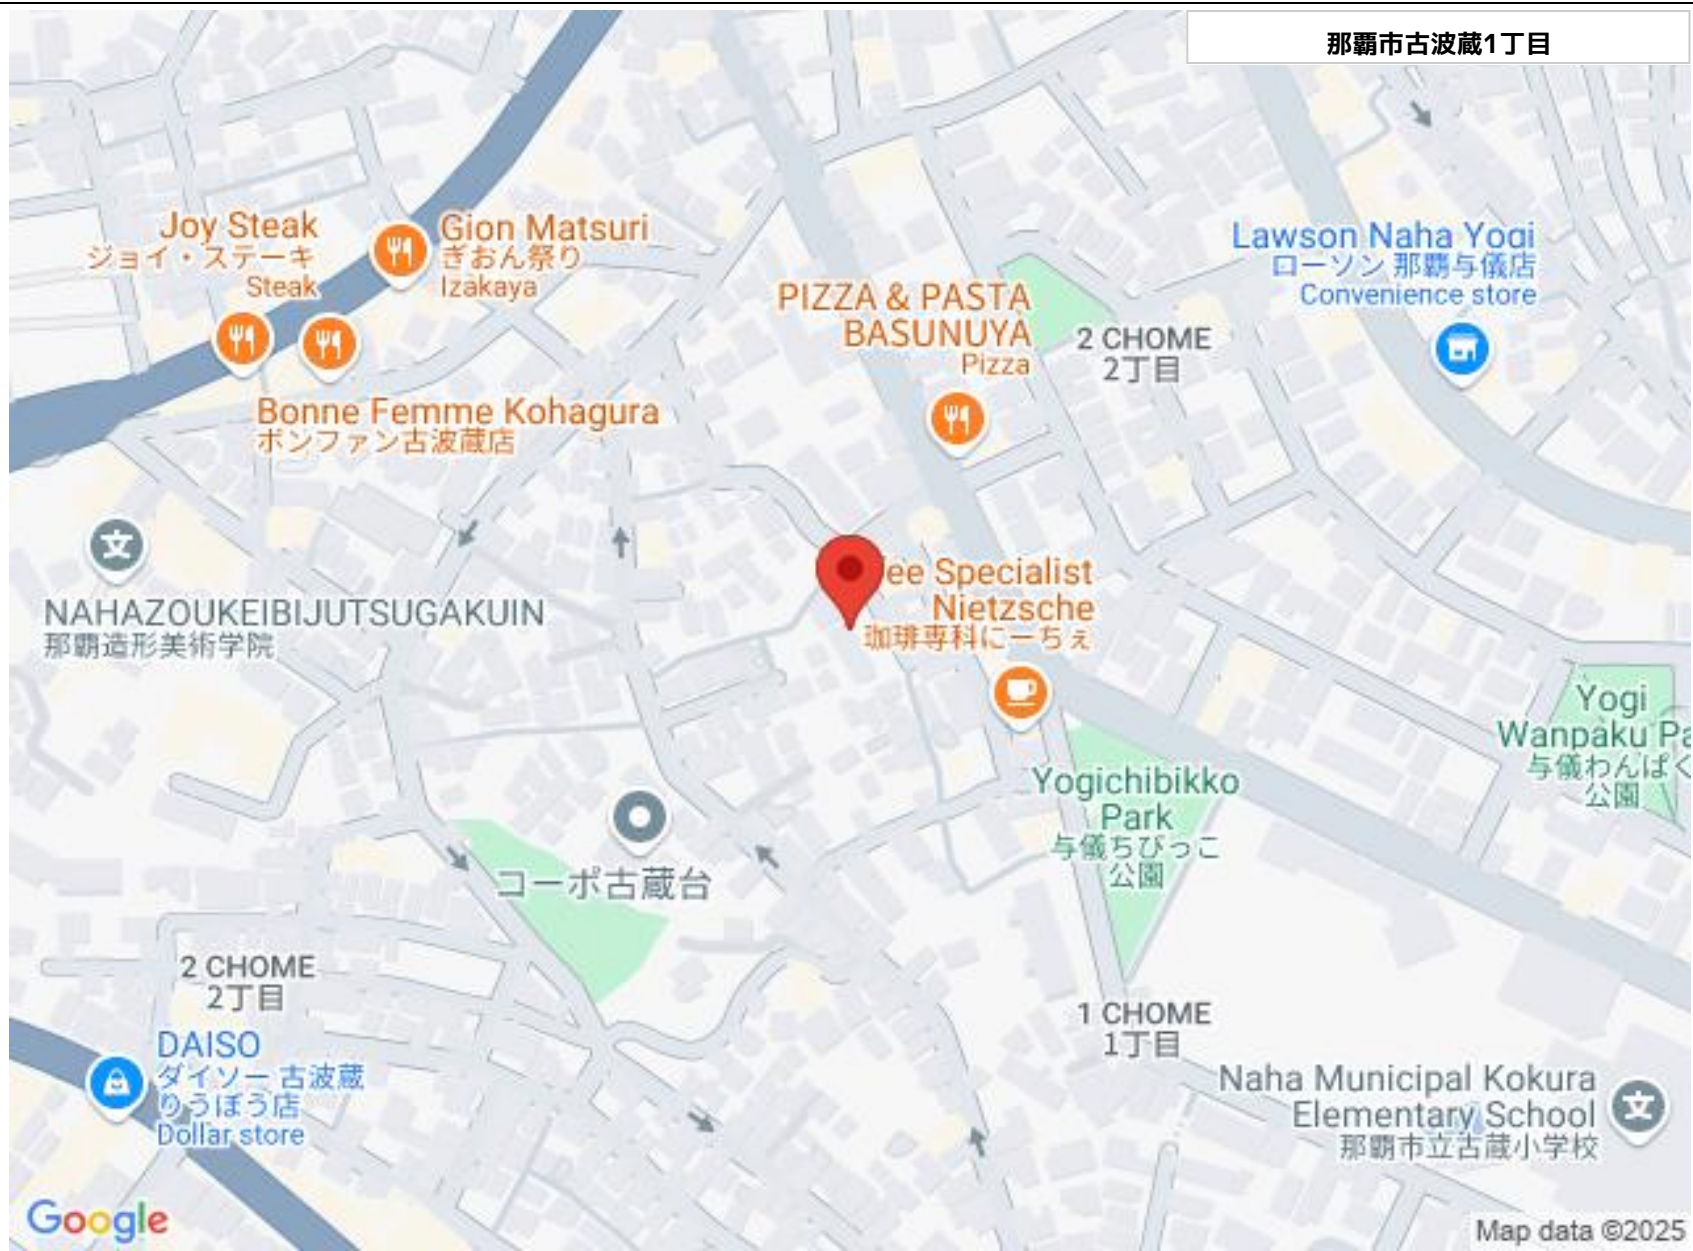 那覇市古波蔵1丁目
Joy Steak
ジョイ・ステーキ
Steak
Gion Matsuri
ぎおん祭り
Izakaya
Lawson Naha Yogi
ローソン 那覇与儀店
Convenience store
PIZZA & PASTA
BASUNUYA
Pizza
2 CHOME
2丁目
Bonne Femme Kohagura
ボンファン古波蔵店
NAHAZOUKEIBIJUTSUGAKUIN
那覇造形美術学院
ee Specialist
Nietzsche
珈琲専科にーちぇ
Yogi
Wanpaku Pa
与儀わんぱく
公園
Yogichibikko
Park
与儀ちびっこ
公園
コーポ古蔵台
2 CHOME
2丁目
1 CHOME
1丁目
DAISO
ダイソー 古波蔵
りうぼう店
Dollar store
Naha Municipal Kokura
Elementary School
那覇市立古蔵小学校
Google
Map data ©2025